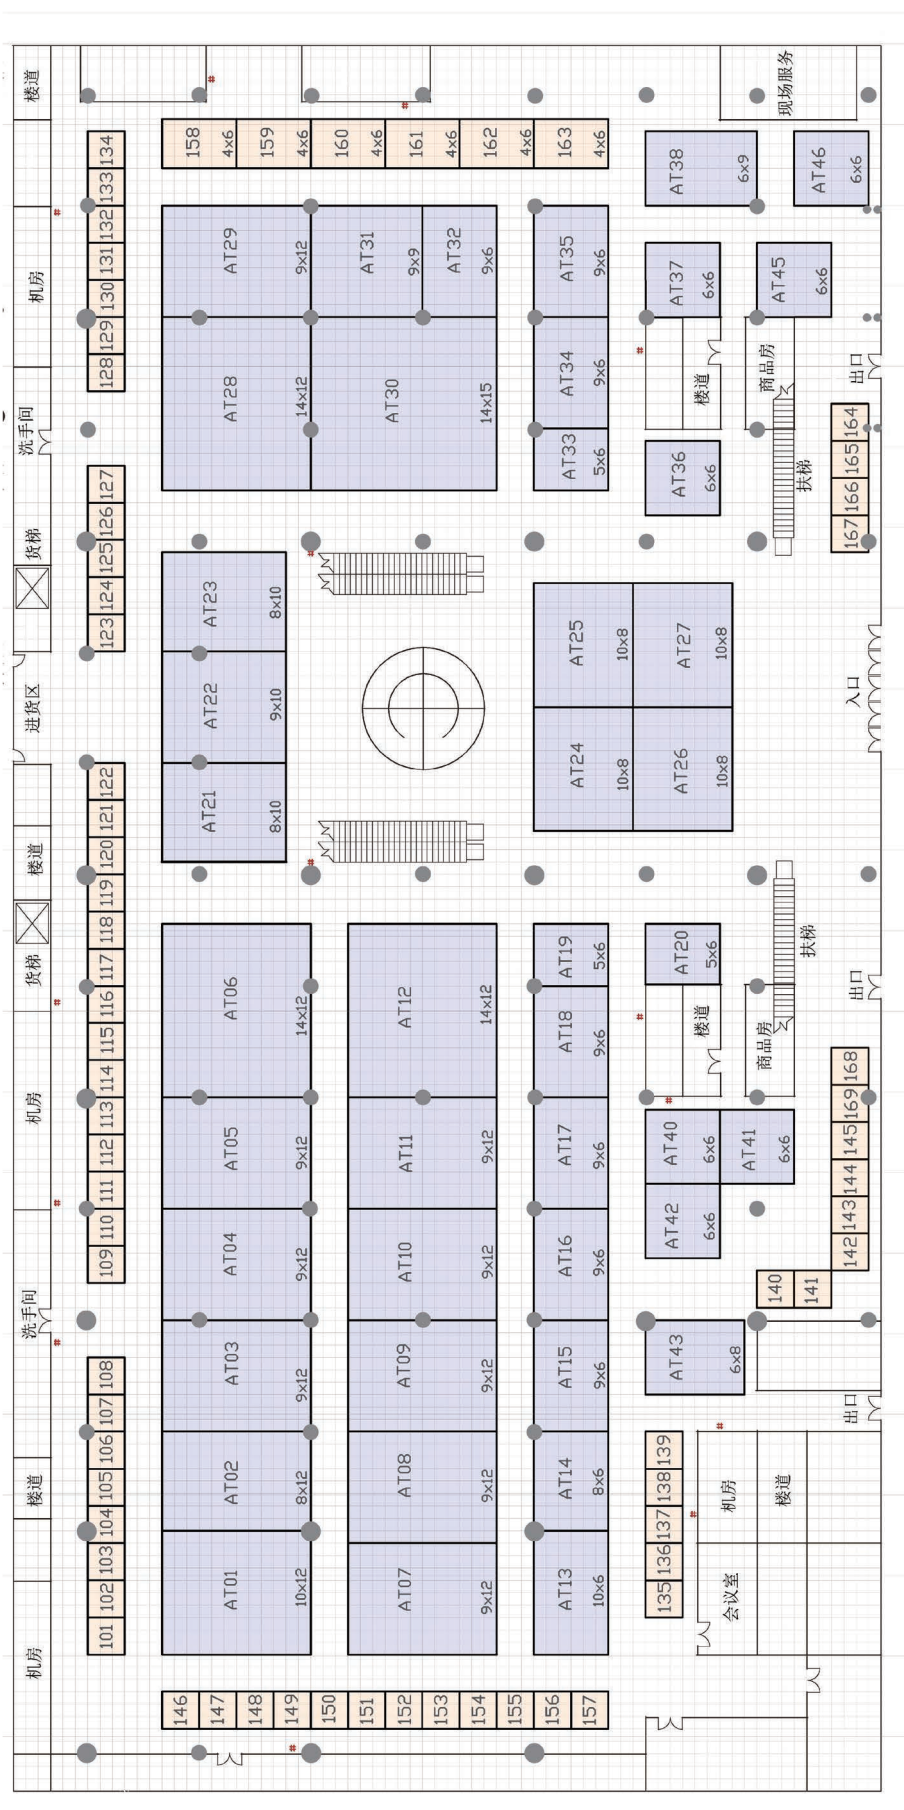 楼道
机房
洗手间
货梯
进货区
楼道
货梯
机房
洗手间
楼道
机房
134
133
132
131
130
129
128
127
126
125
124
123
122
121
120
119
118
117
116
115
114
113
112
111
110
109
108
107
106
105
104
103
102
101
158 4x6
159 4x6
160 4x6
161 4x6
162 4x6
163 4x6
AT29 9x12
AT31 9x9
AT32 9x6
AT35 9x6
AT28 14x12
AT30 14x15
AT34 9x6
AT33 5x6
现场服务
AT38 6x9
AT46 6x6
AT37 6x6
AT45 6x6
楼道
商品房
出口
AT36 6x6
扶梯
164
165
166
167
AT23 8x10
AT22 9x10
AT21 8x10
AT25 10x8
AT27 10x8
AT24 10x8
AT26 10x8
入口
AT06 14x12
AT12 14x12
AT19 5x6
AT20 5x6
扶梯
AT18 9x6
楼道
商品房
出口
AT05 9x12
AT11 9x12
AT17 9x6
AT40 6x6
AT41 6x6
168
169
145
144
143
142
AT04 9x12
AT10 9x12
AT16 9x6
AT42 6x6
140
141
AT03 9x12
AT09 9x12
AT15 9x6
AT43 6x8
出口
AT02 8x12
AT08 9x12
AT14 8x6
139
138
137
136
135
机房
楼道
会议室
AT01 10x12
AT07 9x12
AT13 10x6
146
147
148
149
150
151
152
153
154
155
156
157